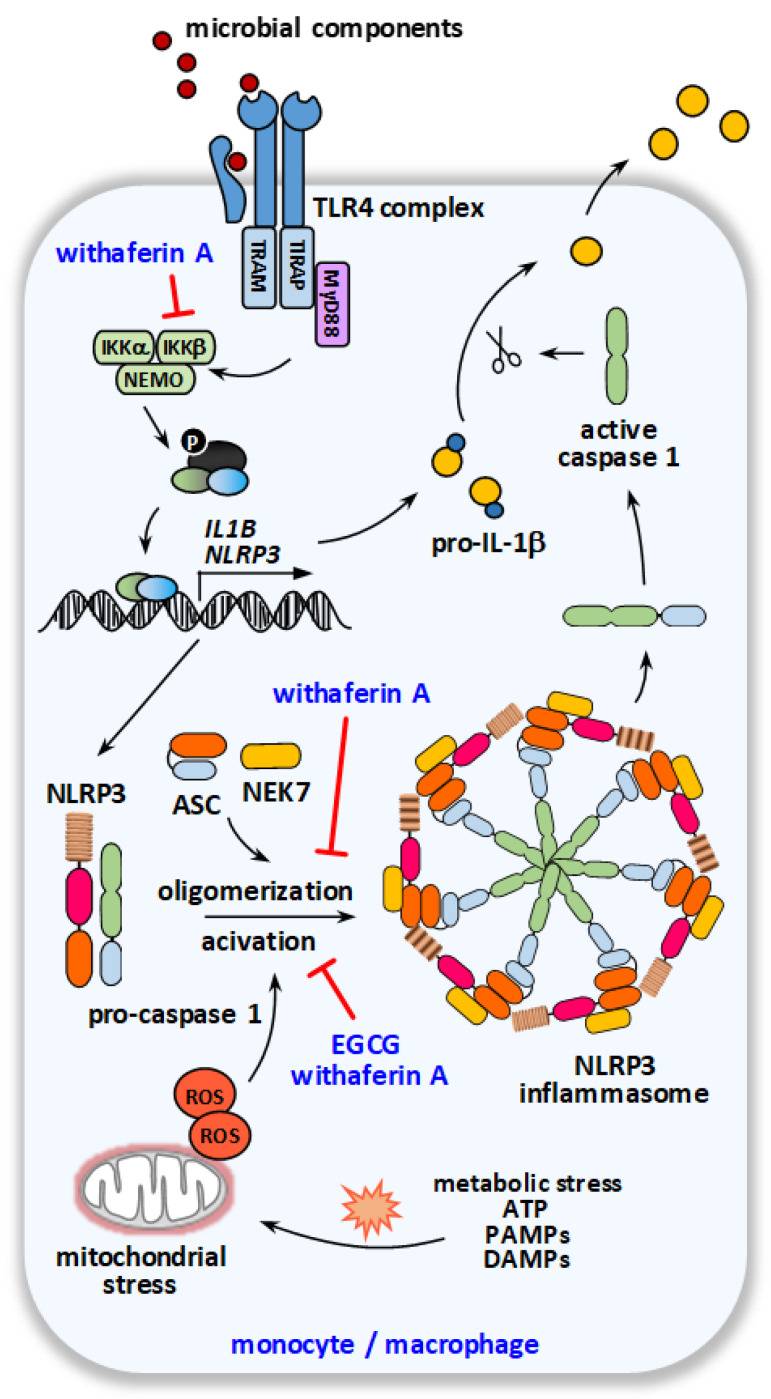 microbial components
TLR4 complex
withaferin A
TRAM
TIRAP
MyD88
IKKα
IKKβ
NEMO
P
active
caspase 1
IL1B
NLRP3
pro-IL-1β
withaferin A
NLRP3
ASC
NEK7
oligomerization
acivation
pro-caspase 1
EGCG
withaferin A
NLRP3
inflammasome
ROS
ROS
mitochondrial
stress
metabolic stress
ATP
PAMPs
DAMPs
monocyte / macrophage